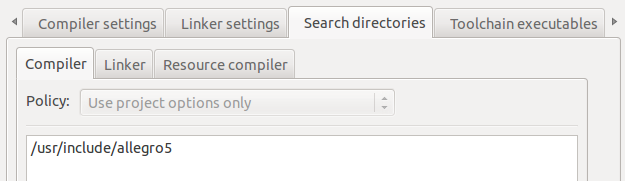 Compiler settings Linker settings Search directories Toolchain executables
Compiler Linker Resource compiler
Policy: Use project options only
/usr/include/allegro5